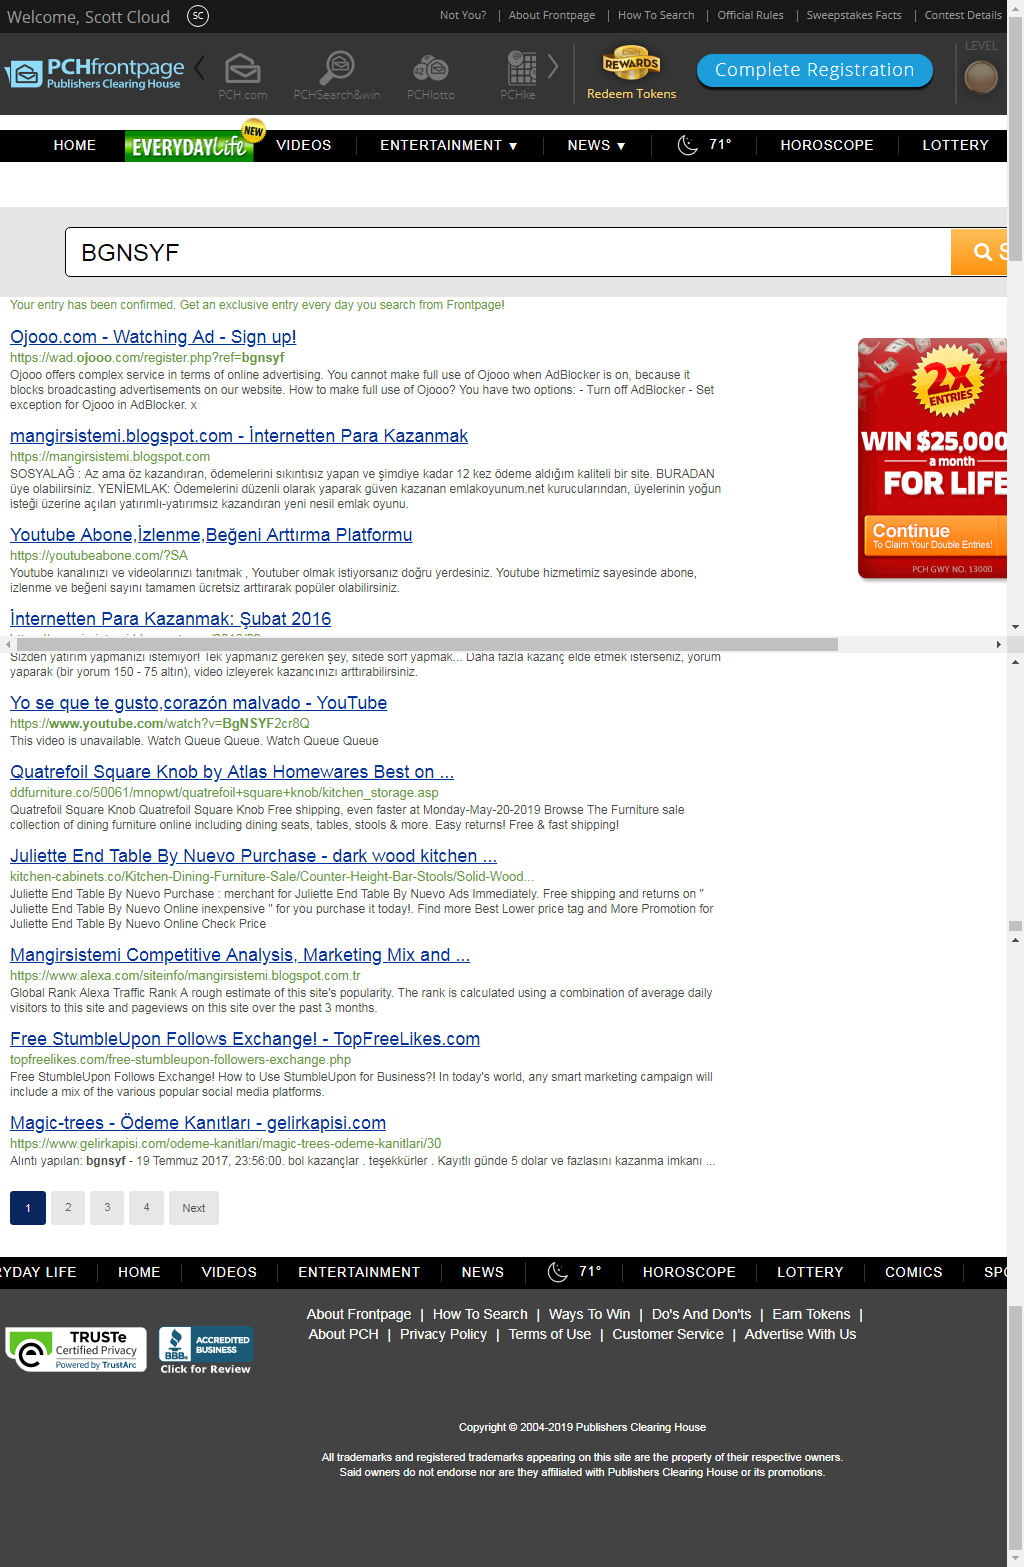 Welcome, Scott Cloud SC Not You? | About Frontpage | How To Search | Official Rules | Sweepstakes Facts | Contest Details
PCHfrontpage
Publishers Clearing House
PCH.com PCHSearch&win PCHlotto PCHke
REWARDS
Redeem Tokens
Complete Registration
LEVEL
HOME EVERYDAY Life NEW VIDEOS ENTERTAINMENT ▼ NEWS ▼ 71° HOROSCOPE LOTTERY
BGNSYF
S
Your entry has been confirmed. Get an exclusive entry every day you search from Frontpage!
Ojooo.com - Watching Ad - Sign up!
https://wad.ojooo.com/register.php?ref=bgnsyf
Ojooo offers complex service in terms of online advertising. You cannot make full use of Ojooo when AdBlocker is on, because it
blocks broadcasting advertisements on our website. How to make full use of Ojooo? You have two options: - Turn off AdBlocker - Set
exception for Ojooo in AdBlocker. x
mangirsistemi.blogspot.com - İnternetten Para Kazanmak
https://mangirsistemi.blogspot.com
SOSYALAĞ : Az ama öz kazandıran, ödemelerini sıkıntısız yapan ve şimdiye kadar 12 kez ödeme aldığım kaliteli bir site. BURADAN
üye olabilirsiniz. YENİEMLAK: Ödemelerini düzenli olarak yaparak güven kazanan emlakoyunum.net kurucularından, üyelerinin yoğun
isteği üzerine açılan yatırımlı-yatırımsız kazandıran yeni nesil emlak oyunu.
Youtube Abone,İzlenme,Beğeni Arttırma Platformu
https://youtubeabone.com/?SA
Youtube kanalınızı ve videolarınızı tanıtmak , Youtuber olmak istiyorsanız doğru yerdesiniz. Youtube hizmetimiz sayesinde abone,
izlenme ve beğeni sayını tamamen ücretsiz arttırarak popüler olabilirsiniz.
İnternetten Para Kazanmak: Şubat 2016
2X
ENTRIES
WIN $25,000
a month
FOR LIFE
Continue
To Claim Your Double Entries!
PCH GWY NO. 13000
Sizden yatırım yapmanızı istemiyor! Tek yapmanız gereken şey, sitede sörf yapmak... Daha fazla kazanç elde etmek isterseniz, yorum
yaparak (bir yorum 150 - 75 altın), video izleyerek kazancınızı arttırabilirsiniz.
Yo se que te gusto,corazón malvado - YouTube
https://www.youtube.com/watch?v=BgNSYF2cr8Q
This video is unavailable. Watch Queue Queue. Watch Queue Queue
Quatrefoil Square Knob by Atlas Homewares Best on ...
ddfurniture.co/50061/mnopwt/quatrefoil+square+knob/kitchen_storage.asp
Quatrefoil Square Knob Quatrefoil Square Knob Free shipping, even faster at Monday-May-20-2019 Browse The Furniture sale
collection of dining furniture online including dining seats, tables, stools & more. Easy returns! Free & fast shipping!
Juliette End Table By Nuevo Purchase - dark wood kitchen ...
kitchen-cabinets.co/Kitchen-Dining-Furniture-Sale/Counter-Height-Bar-Stools/Solid-Wood...
Juliette End Table By Nuevo Purchase : merchant for Juliette End Table By Nuevo Ads Immediately. Free shipping and returns on "
Juliette End Table By Nuevo Online inexpensive " for you purchase it today!. Find more Best Lower price tag and More Promotion for
Juliette End Table By Nuevo Online Check Price
Mangirsistemi Competitive Analysis, Marketing Mix and ...
https://www.alexa.com/siteinfo/mangirsistemi.blogspot.com.tr
Global Rank Alexa Traffic Rank A rough estimate of this site's popularity. The rank is calculated using a combination of average daily
visitors to this site and pageviews on this site over the past 3 months.
Free StumbleUpon Follows Exchange! - TopFreeLikes.com
topfreelikes.com/free-stumbleupon-followers-exchange.php
Free StumbleUpon Follows Exchange! How to Use StumbleUpon for Business?! In today's world, any smart marketing campaign will
include a mix of the various popular social media platforms.
Magic-trees - Ödeme Kanıtları - gelirkapisi.com
https://www.gelirkapisi.com/odeme-kanitlari/magic-trees-odeme-kanitlari/30
Alıntı yapılan: bgnsyf - 19 Temmuz 2017, 23:56:00. bol kazançlar . teşekkürler . Kayıtlı günde 5 dolar ve fazlasını kazanma imkanı ...
1 2 3 4 Next
RYDAY LIFE HOME VIDEOS ENTERTAINMENT NEWS 71° HOROSCOPE LOTTERY COMICS SPO
About Frontpage | How To Search | Ways To Win | Do's And Don'ts | Earn Tokens |
About PCH | Privacy Policy | Terms of Use | Customer Service | Advertise With Us
TRUSTe
Certified Privacy
Powered by TrustArc
BBB
ACCREDITED
BUSINESS
Click for Review
Copyright © 2004-2019 Publishers Clearing House
All trademarks and registered trademarks appearing on this site are the property of their respective owners.
Said owners do not endorse nor are they affiliated with Publishers Clearing House or its promotions.